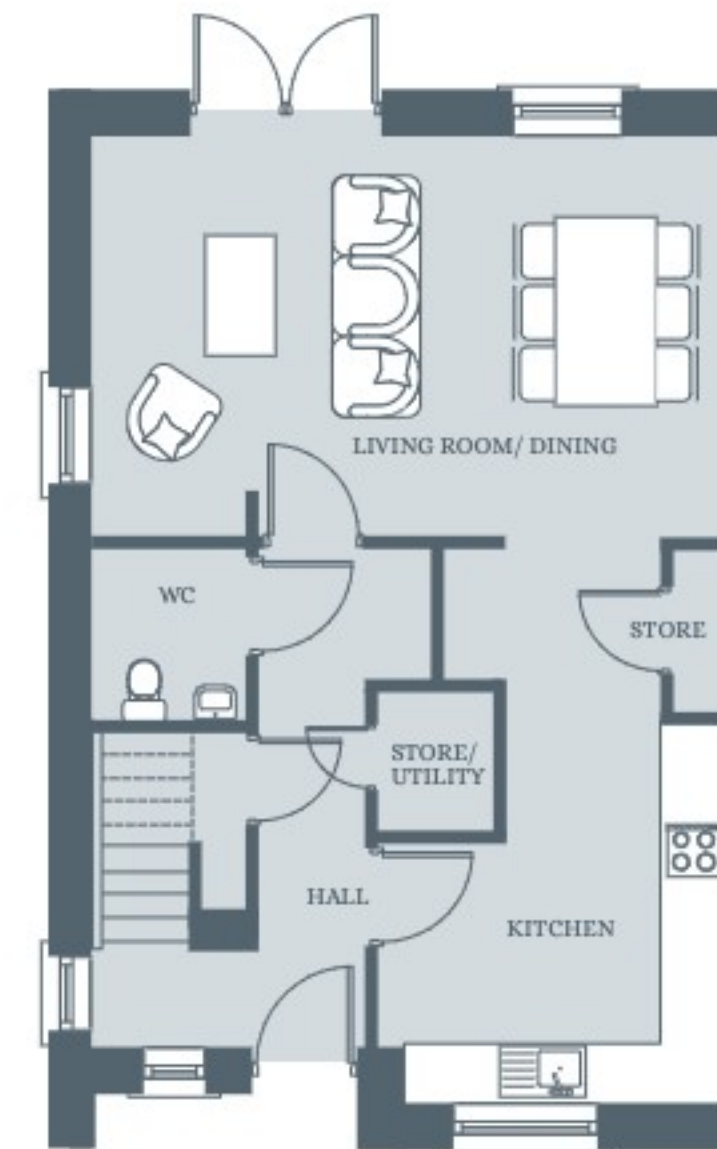 LIVING ROOM/ DINING
WC
STORE
STORE/
UTILITY
HALL
KITCHEN